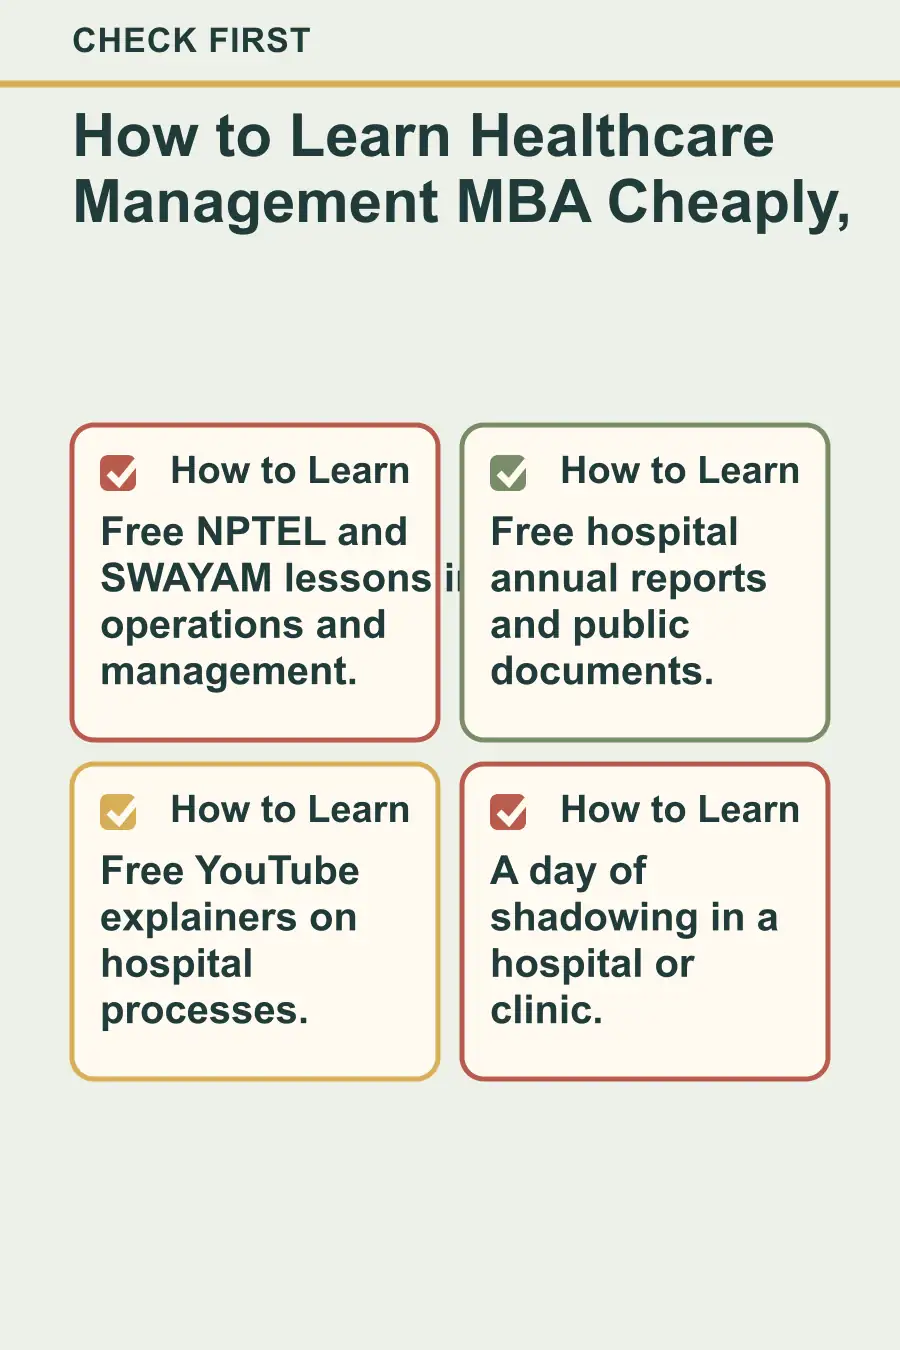 CHECK FIRST
How to Learn Healthcare
Management MBA Cheaply,
How to Learn
Free NPTEL and
SWAYAM lessons
operations and
management.
How to Learn
Free hospital
annual reports
and public
documents.
How to Learn
Free YouTube
explainers on
hospital
processes.
How to Learn
A day of
shadowing in a
hospital or
clinic.